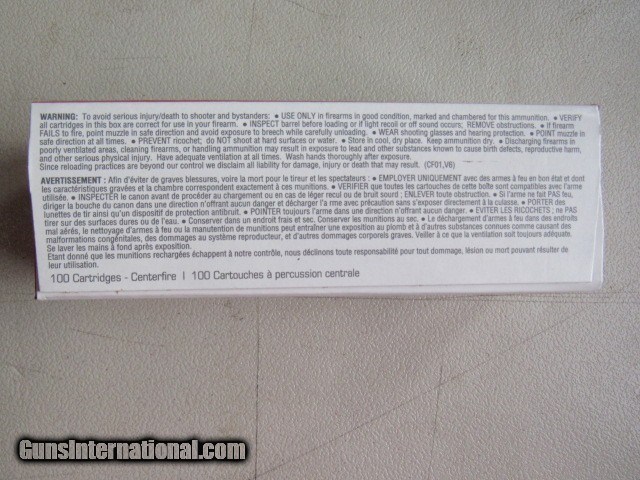 WARNING: To avoid serious injury/death to shooter and bystanders: • USE ONLY in firearms in good condition, marked and chambered for this ammunition. • VERIFY
all cartridges in this box are correct for use in your firearm. • INSPECT barrel before loading or if light recoil or off sound occurs; REMOVE obstructions. • If firearm
FAILS to fire, point muzzle in safe direction and avoid exposure to breech while carefully unloading. • WEAR shooting glasses and hearing protection. • POINT muzzle in
safe direction at all times. • PREVENT ricochet; do NOT shoot at hard surfaces or water. • Store in cool, dry place. Keep ammunition dry. • Discharging firearms in
poorly ventilated areas, cleaning firearms, or handling ammunition may result in exposure to lead and other substances known to cause birth defects, reproductive harm,
and other serious physical injury. Have adequate ventilation at all times. Wash hands thoroughly after exposure.
Since reloading practices are beyond our control we disclaim all liability for damage, injury or death that may result. (CF01,V6)
AVERTISSEMENT : Afin d'éviter de graves blessures, voire la mort pour le tireur et les spectateurs : • EMPLOYER UNIQUEMENT avec des armes à feu en bon état et dont
les caractéristiques gravées et la chambre correspondent exactement à ces munitions. • VERIFIER que toutes les cartouches de cette boîte sont compatibles avec l'arme
utilisée. • INSPECTER le canon avant de procéder au chargement ou en cas de léger recul ou de bruit sourd ; ENLEVER toute obstruction. • Si l'arme ne fait PAS feu,
diriger la bouche du canon dans une direction n'offrant aucun danger et décharger l'arme avec précaution sans s'exposer directement à la culasse. • PORTER des
lunettes de tir ainsi qu'un dispositif de protection antibruit. • POINTER toujours l'arme dans une direction n'offrant aucun danger. • EVITER LES RICOCHETS ; ne PAS
tirer sur des surfaces dures ou de l'eau. • Conserver dans un endroit frais et sec. Conserver les munitions au sec. • Le déchargement d'armes à feu dans des endroits
mal aérés, le nettoyage d'armes à feu ou la manutention de munitions peut entraîner une exposition au plomb et à d'autres substances connues comme causant des
malformations congénitales, des dommages au système reproducteur, et d'autres dommages corporels graves. Veiller à ce que la ventilation soit toujours adéquate.
Se laver les mains à fond après exposition.
Etant donné que les munitions rechargées échappent à notre contrôle, nous déclinons toute responsabilité pour tout dommage, lésion ou mort pouvant résulter de
leur utilisation.
100 Cartridges - Centerfire | 100 Cartouches à percussion centrale
GunsInternational.com